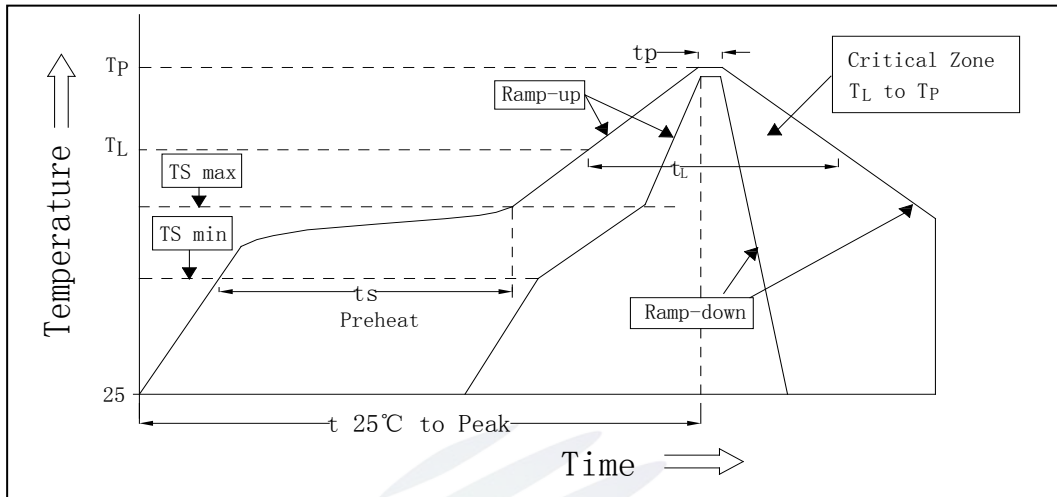 tp
TP
Critical Zone
TL to TP
Ramp-up
TL
TS max
tL
TS min
ts
Preheat
Ramp-down
25
t 25℃ to Peak
Temperature
Time